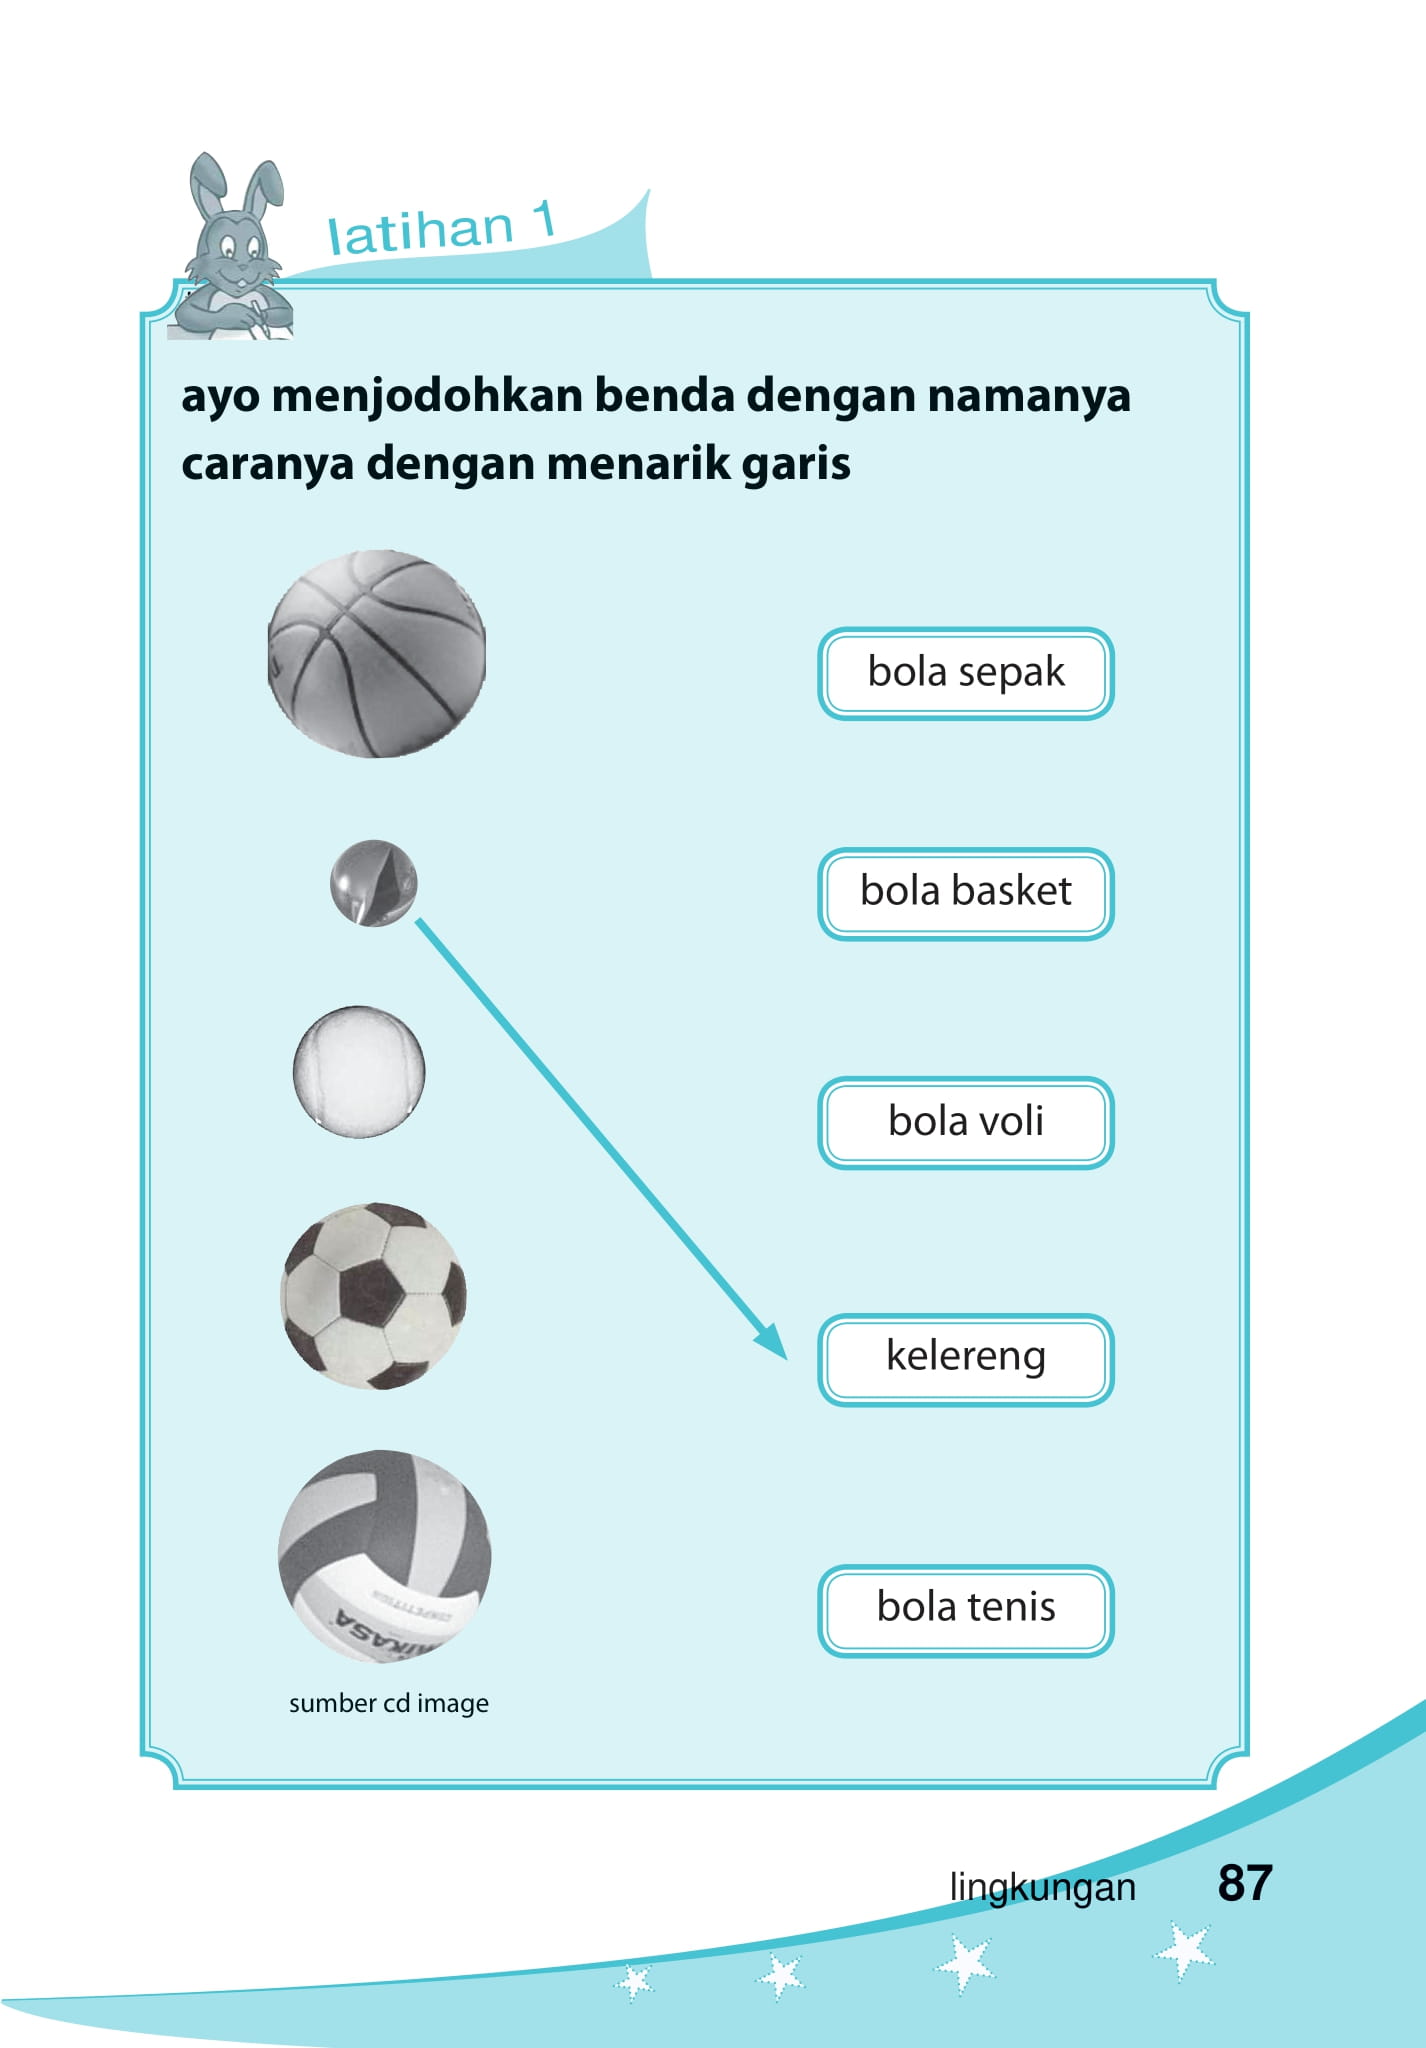 latihan 1
ayo menjodohkan benda dengan namanya
caranya dengan menarik garis
bola sepak
bola basket
bola voli
kelereng
bola tenis
COMPETITION
MIKASA
sumber cd image
lingkungan 87